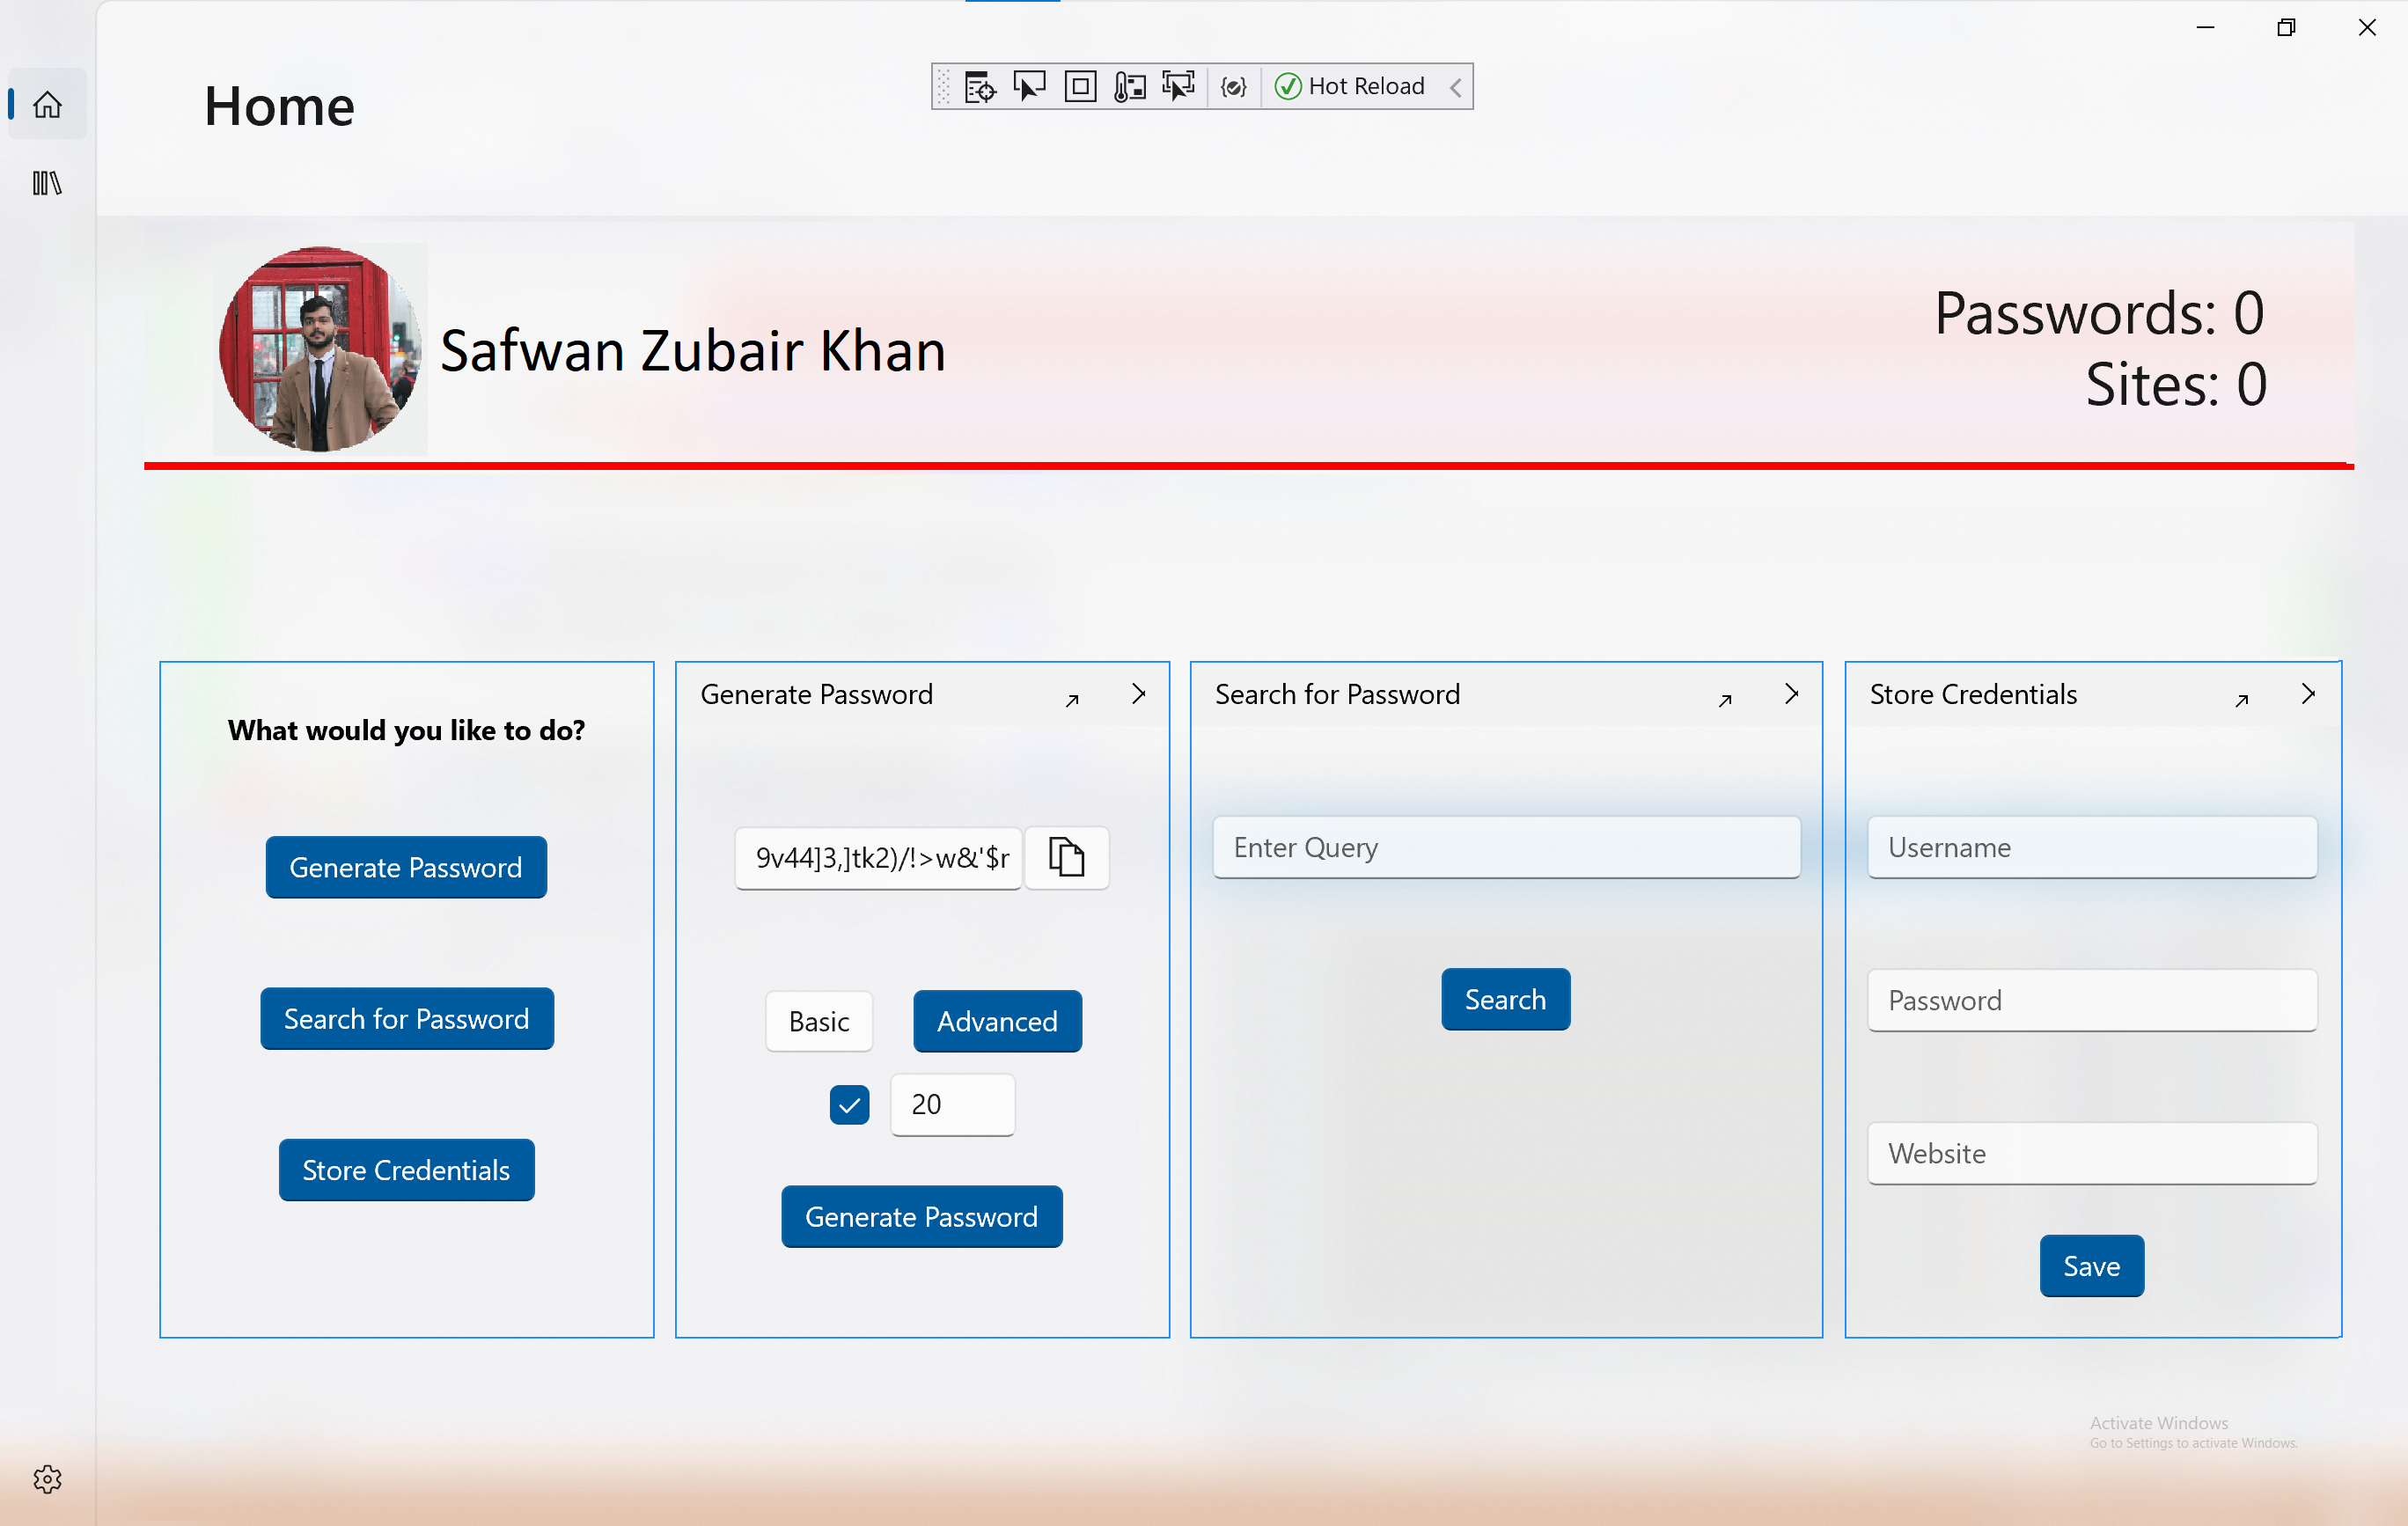 Home
Hot Reload
Safwan Zubair Khan
Passwords: 0
Sites: 0
What would you like to do?
Generate Password
Search for Password
Store Credentials
Generate Password
9v44]3,]tk2)/!>w&'$r
Basic
Advanced
20
Generate Password
Search for Password
Enter Query
Search
Store Credentials
Username
Password
Website
Save
Activate Windows
Go to Settings to activate Windows.